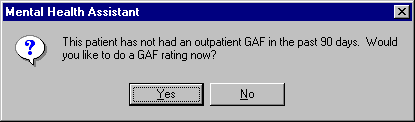 Mental Health Assistant
This patient has not had an outpatient GAF in the past 90 days.  Would
you like to do a GAF rating now?
Yes
No